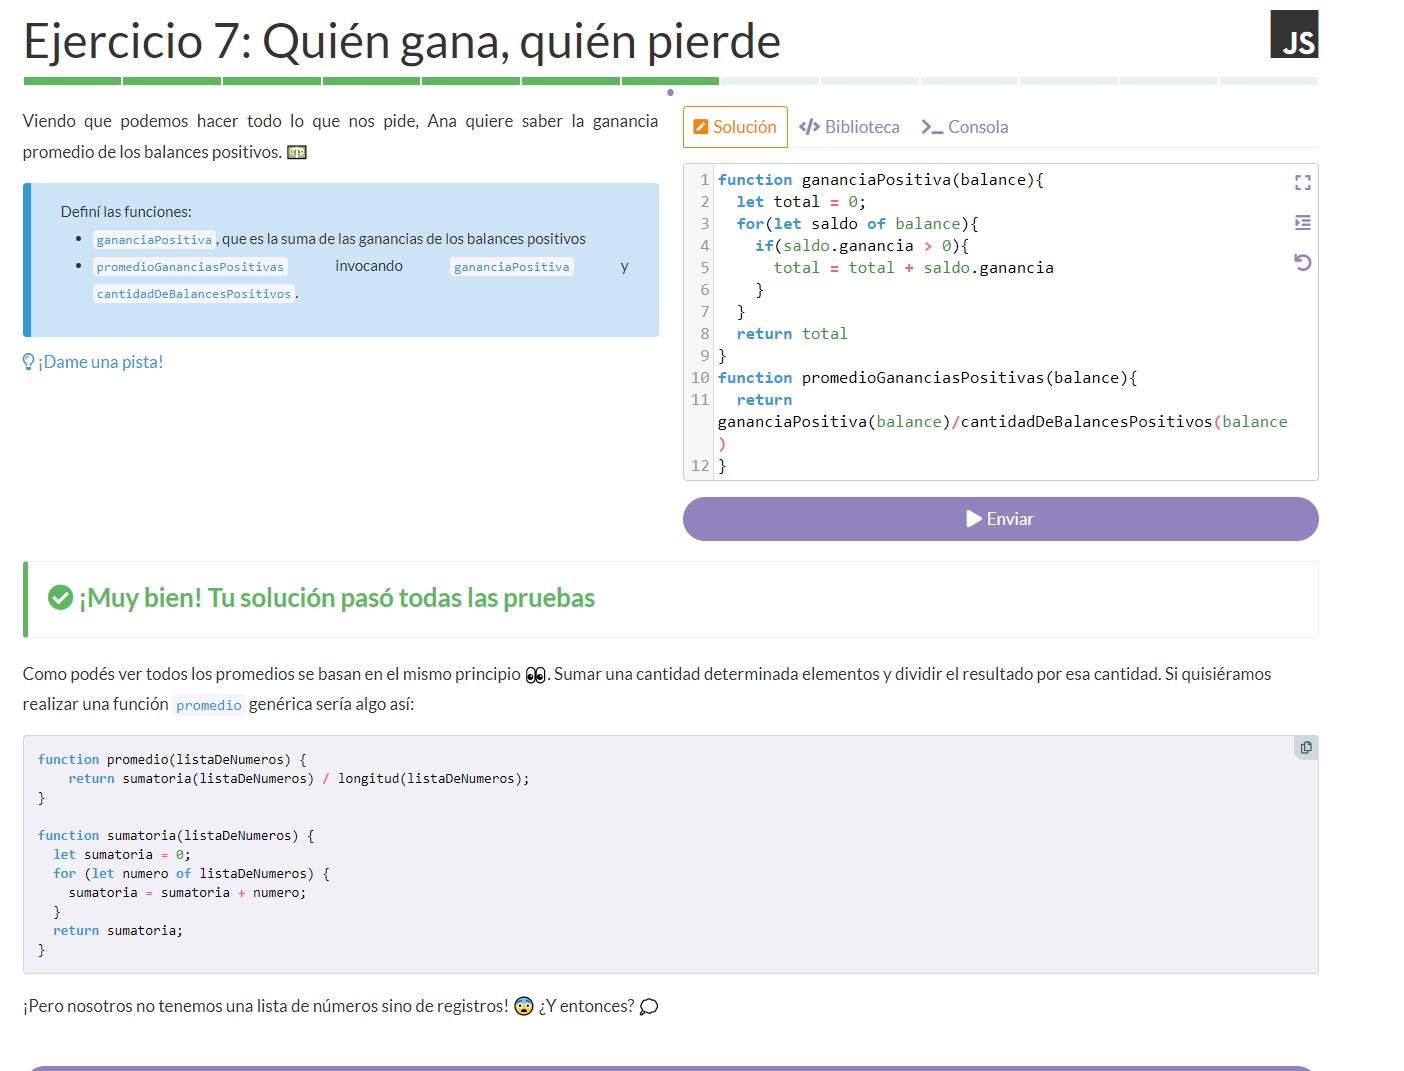 Ejercicio 7: Quién gana, quién pierde
JS
Viendo que podemos hacer todo lo que nos pide, Ana quiere saber la ganancia
promedio de los balances positivos.
Definí las funciones:
gananciaPositiva, que es la suma de las ganancias de los balances positivos
promedioGananciasPositivas invocando gananciaPositiva y
cantidadDeBalancesPositivos.
¡Dame una pista!
Solución
Biblioteca
Consola
1 function gananciaPositiva(balance){
2 let total = 0;
3 for(let saldo of balance){
4 if(saldo.ganancia > 0){
5 total = total + saldo.ganancia
6 }
7 }
8 return total
9 }
10 function promedioGananciasPositivas(balance){
11 return
gananciaPositiva(balance)/cantidadDeBalancesPositivos(balance
)
12 }
Enviar
¡Muy bien! Tu solución pasó todas las pruebas
Como podés ver todos los promedios se basan en el mismo principio 👀. Sumar una cantidad determinada elementos y dividir el resultado por esa cantidad. Si quisiéramos
realizar una función promedio genérica sería algo así:
function promedio(listaDeNumeros) {
return sumatoria(listaDeNumeros) / longitud(listaDeNumeros);
}
function sumatoria(listaDeNumeros) {
let sumatoria = 0;
for (let numero of listaDeNumeros) {
sumatoria = sumatoria + numero;
}
return sumatoria;
}
¡Pero nosotros no tenemos una lista de números sino de registros! 😨 ¿Y entonces? 💭